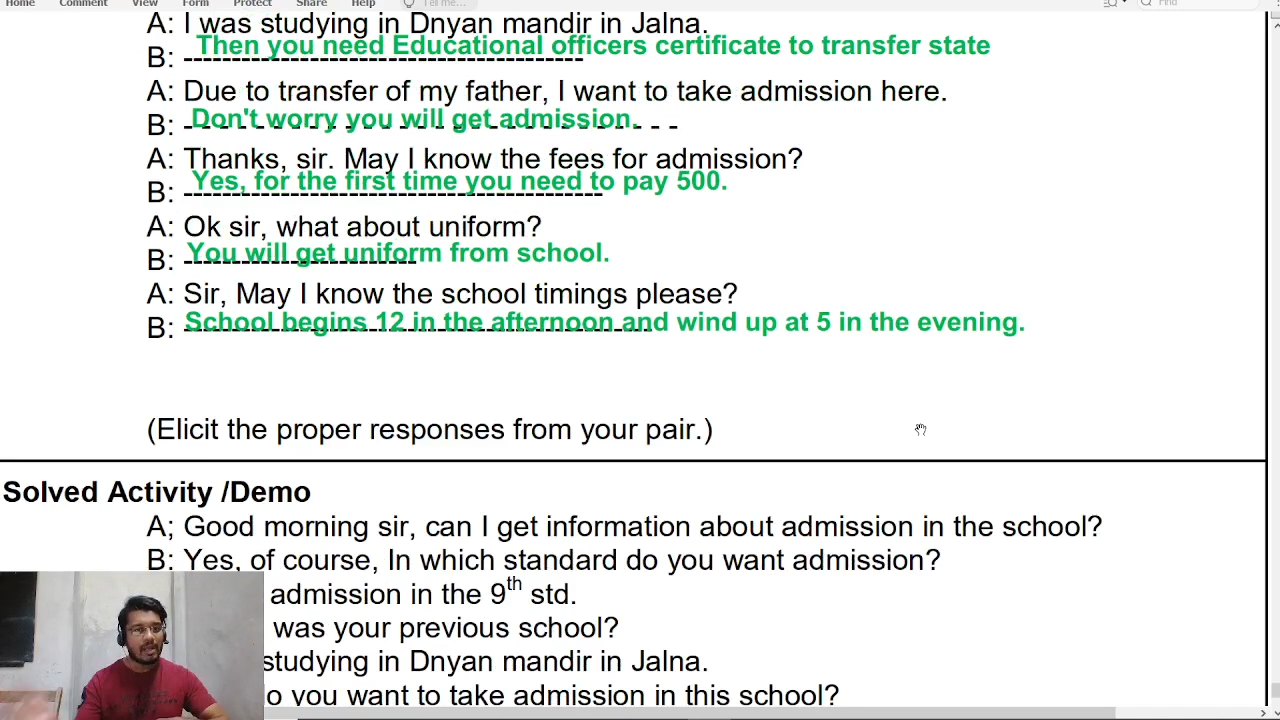 Home Comment View Form Protect Share Help Tell me... Find
A: I was studying in Dnyan mandir in Jalna.
Then you need Educational officers certificate to transfer state
B: ----------------------------------------
A: Due to transfer of my father, I want to take admission here.
Don't worry you will get admission.
B: - - - - - - - - - - - - - - - - - - - - - - - - - - - -
A: Thanks, sir. May I know the fees for admission?
Yes, for the first time you need to pay 500.
B: ------------------------------------------
A: Ok sir, what about uniform?
You will get uniform from school.
B: -----------------------
A: Sir, May I know the school timings please?
School begins 12 in the afternoon and wind up at 5 in the evening.
B: -----------------------------------------------
(Elicit the proper responses from your pair.)
Solved Activity /Demo
A; Good morning sir, can I get information about admission in the school?
B: Yes, of course, In which standard do you want admission?
admission in the 9th std.
was your previous school?
studying in Dnyan mandir in Jalna.
o you want to take admission in this school?